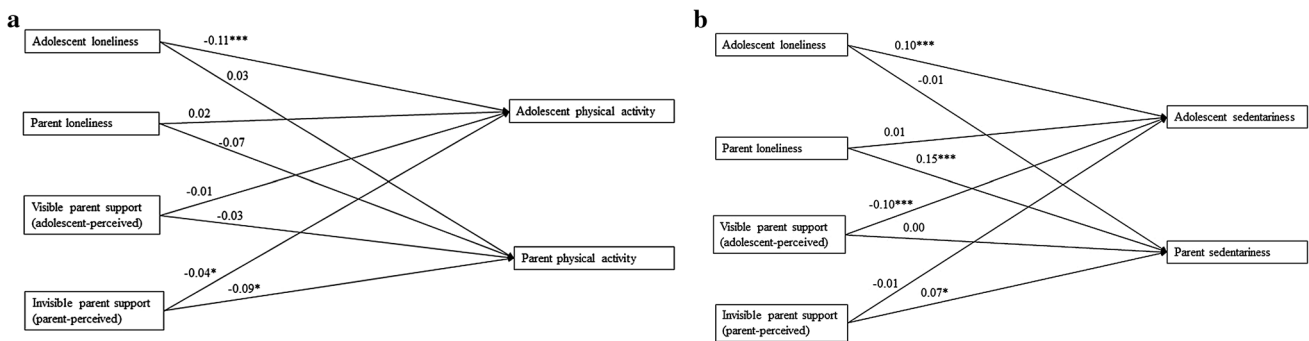 a
Adolescent loneliness
-0.11***
0.03
Parent loneliness
0.02
-0.07
Adolescent physical activity
Visible parent support
(adolescent-perceived)
-0.01
-0.03
Parent physical activity
Invisible parent support
(parent-perceived)
-0.04*
-0.09*
b
Adolescent loneliness
0.10***
-0.01
Parent loneliness
0.01
0.15***
Adolescent sedentariness
Visible parent support
(adolescent-perceived)
-0.10***
0.00
Parent sedentariness
Invisible parent support
(parent-perceived)
-0.01
0.07*